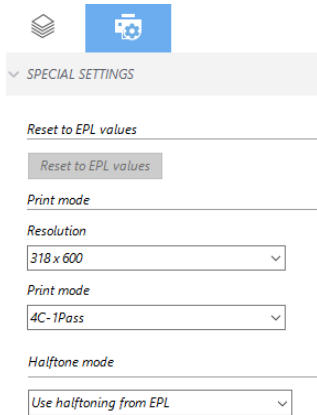 SPECIAL SETTINGS
Reset to EPL values
Reset to EPL values
Print mode
Resolution
318 x 600
Print mode
4C-1Pass
Halftone mode
Use halftoning from EPL